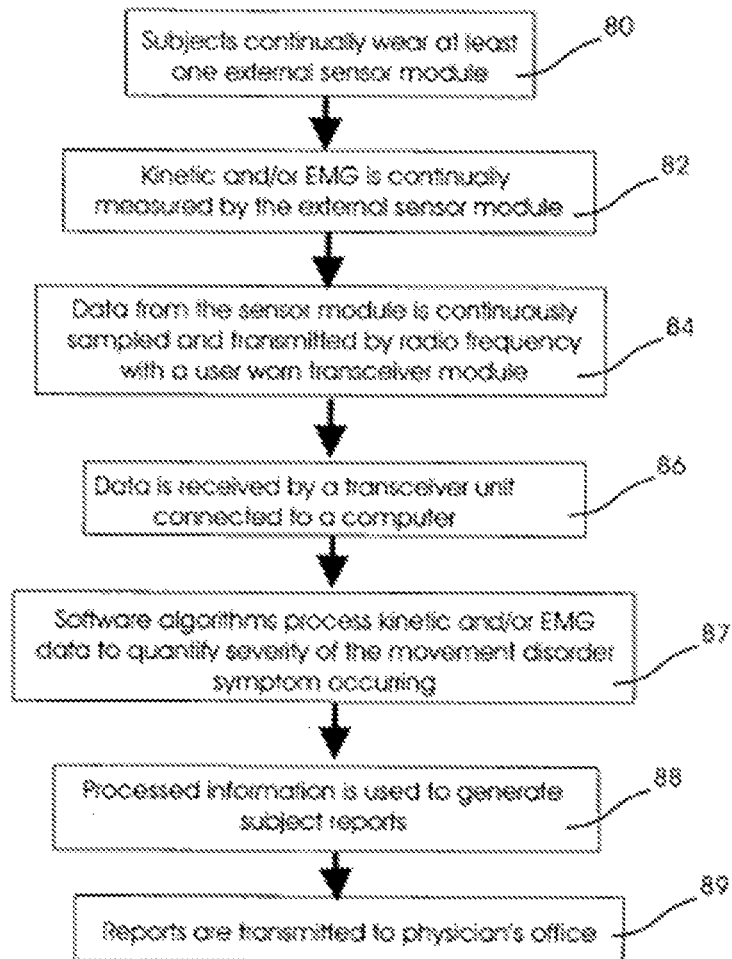 Subjects continually wear at least
one external sensor module
80
Kinetic and/or EMG is continually
measured by the external sensor module
82
Data from the sensor module is continuously
sampled and transmitted by radio frequency
with a user worn transceiver module
84
Data is received by a transceiver unit
connected to a computer
86
Software algorithms process kinetic and/or EMG
data to quantify severity of the movement disorder
symptom occurring
87
Processed information is used to generate
subject reports
88
Reports are transmitted to physician's office
89